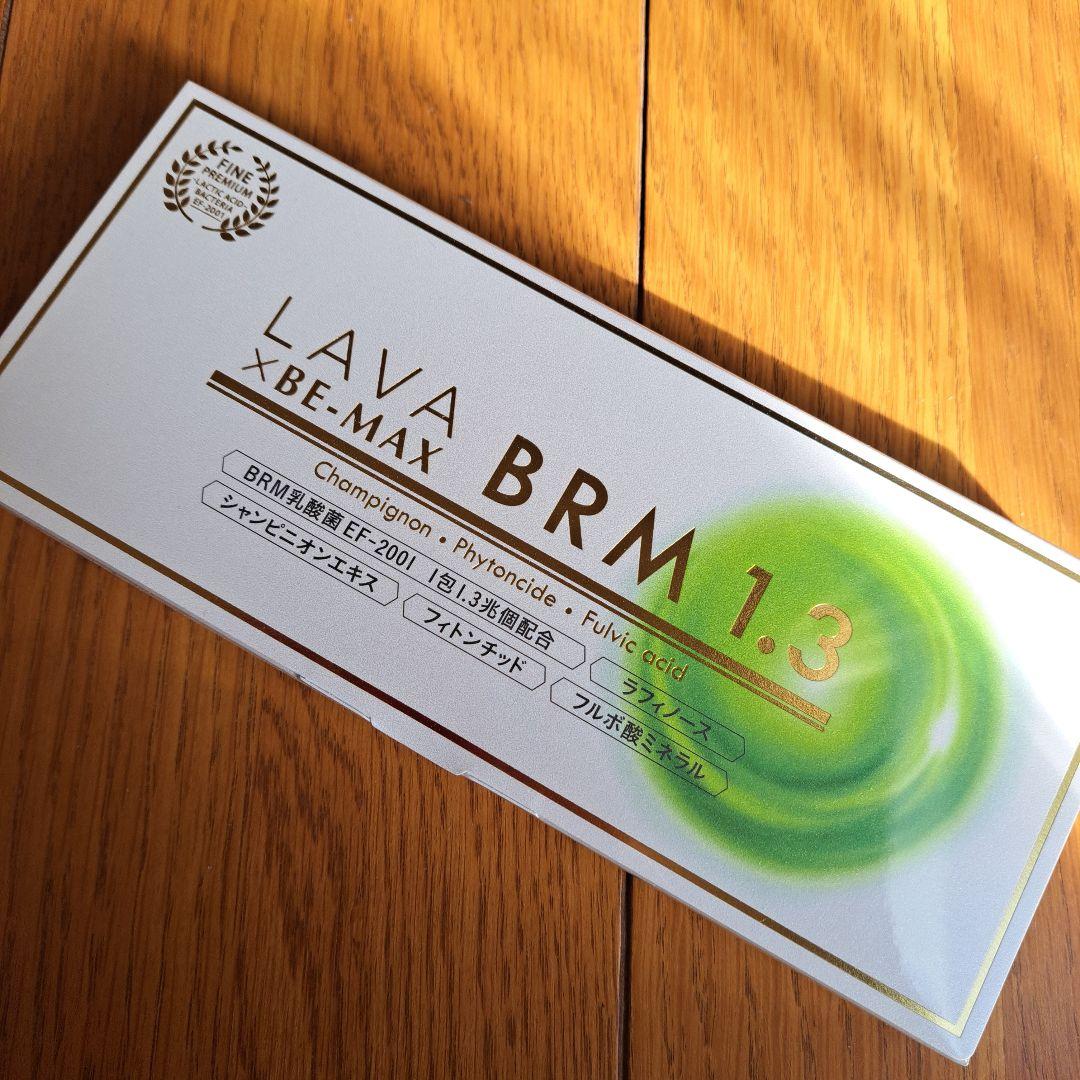 FINE
PREMIUM
-LACTIC ACID-
BACTERIA
EF-2001
LAVA
×BE-MAX
BRM 1.3
Champignon・Phytoncide・Fulvic acid
BRM乳酸菌EF-2001 1包1.3兆個配合
ラフィノース
シャンピニオンエキス
フィトンチッド
フルボ酸ミネラル